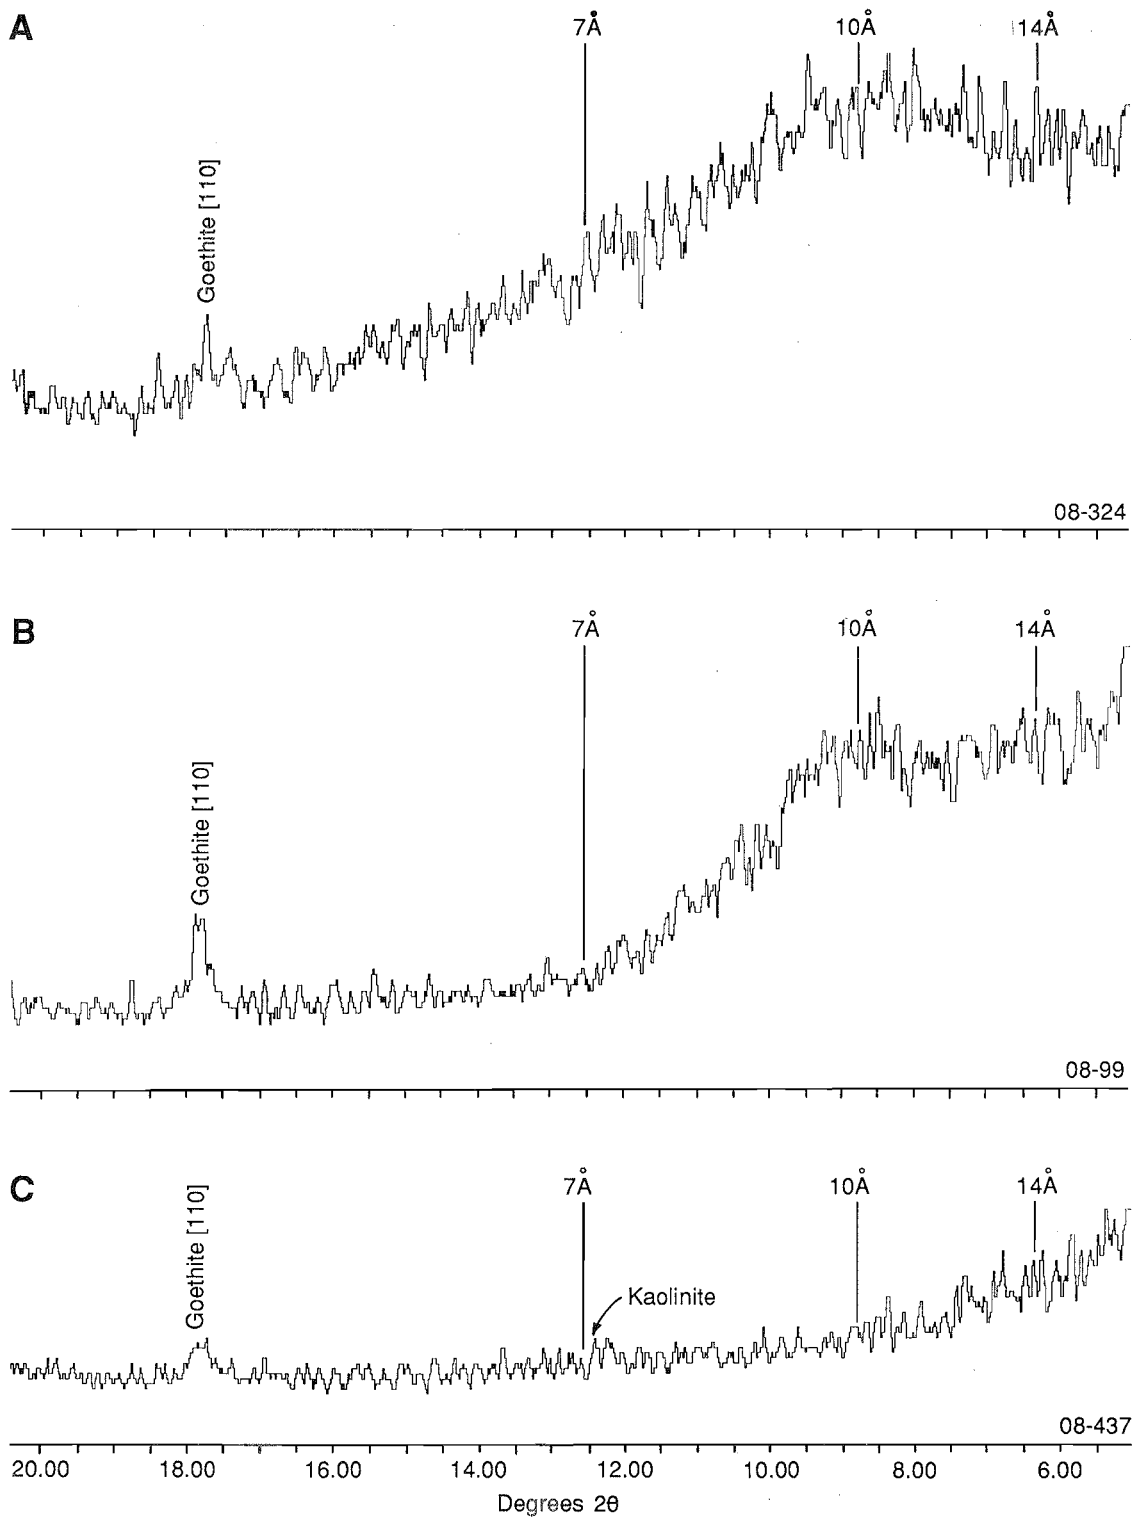 A
7Å
10Å
14Å
Goethite [110]
08-324
B
7Å
10Å
14Å
Goethite [110]
08-99
C
7Å
10Å
14Å
Goethite [110]
Kaolinite
08-437
20.00 18.00 16.00 14.00 12.00 10.00 8.00 6.00
Degrees 2θ